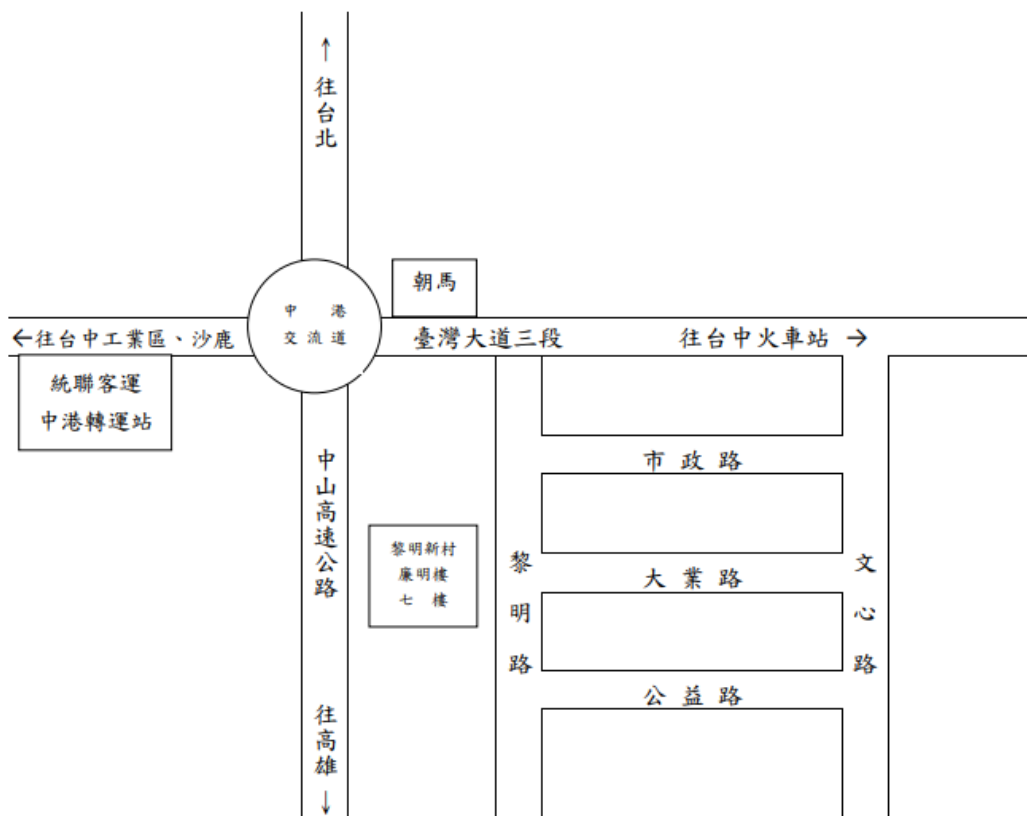 ↑往台北
朝馬
中港
交流道
←往台中工業區、沙鹿
臺灣大道三段
往台中火車站→
統聯客運
中港轉運站
中山高速公路
市政路
黎明新村
廉明樓
七樓
黎明路
大業路
文心路
公益路
往高雄↓